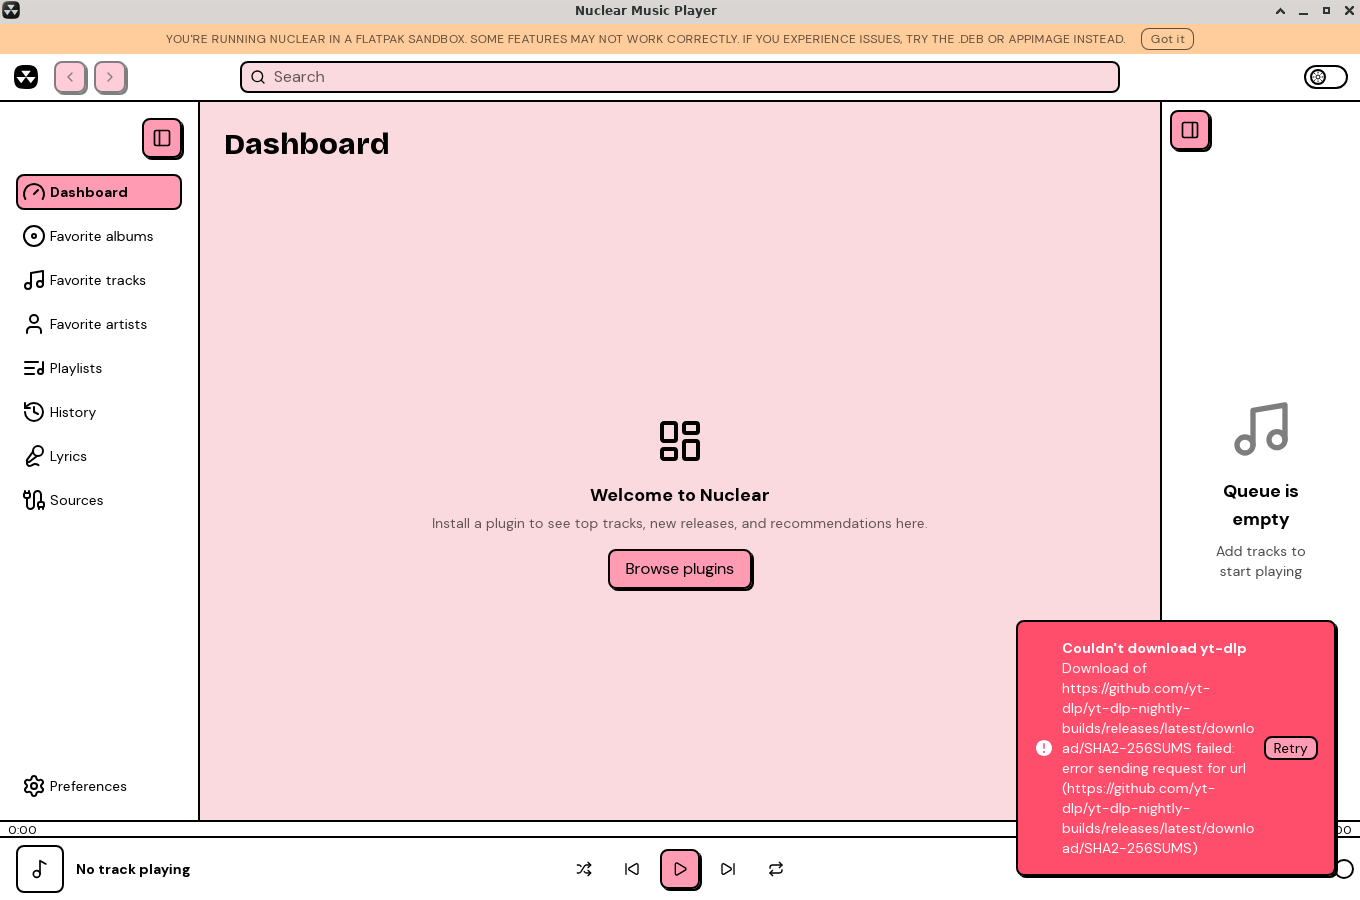 Nuclear Music Player
YOU'RE RUNNING NUCLEAR IN A FLATPAK SANDBOX. SOME FEATURES MAY NOT WORK CORRECTLY. IF YOU EXPERIENCE ISSUES, TRY THE .DEB OR APPIMAGE INSTEAD.
Got it
Search
Dashboard
Favorite albums
Favorite tracks
Favorite artists
Playlists
History
Lyrics
Sources
Preferences
Dashboard
Welcome to Nuclear
Install a plugin to see top tracks, new releases, and recommendations here.
Browse plugins
Queue is
empty
Add tracks to
start playing
Couldn't download yt-dlp
Download of
https://github.com/yt-
dlp/yt-dlp-nightly-
builds/releases/latest/downlo
ad/SHA2-256SUMS failed:
error sending request for url
(https://github.com/yt-
dlp/yt-dlp-nightly-
builds/releases/latest/downlo
ad/SHA2-256SUMS)
Retry
0:00
No track playing